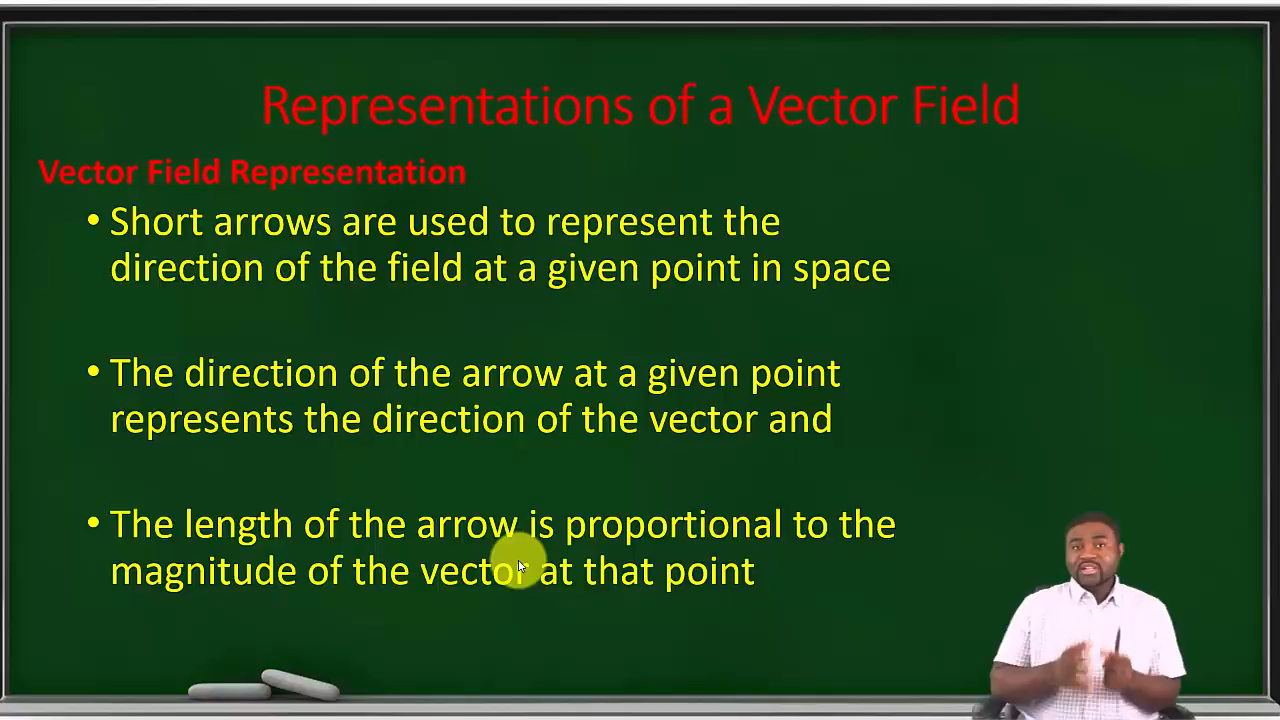 Representations of a Vector Field
Vector Field Representation
• Short arrows are used to represent the
direction of the field at a given point in space
• The direction of the arrow at a given point
represents the direction of the vector and
• The length of the arrow is proportional to the
magnitude of the vector at that point